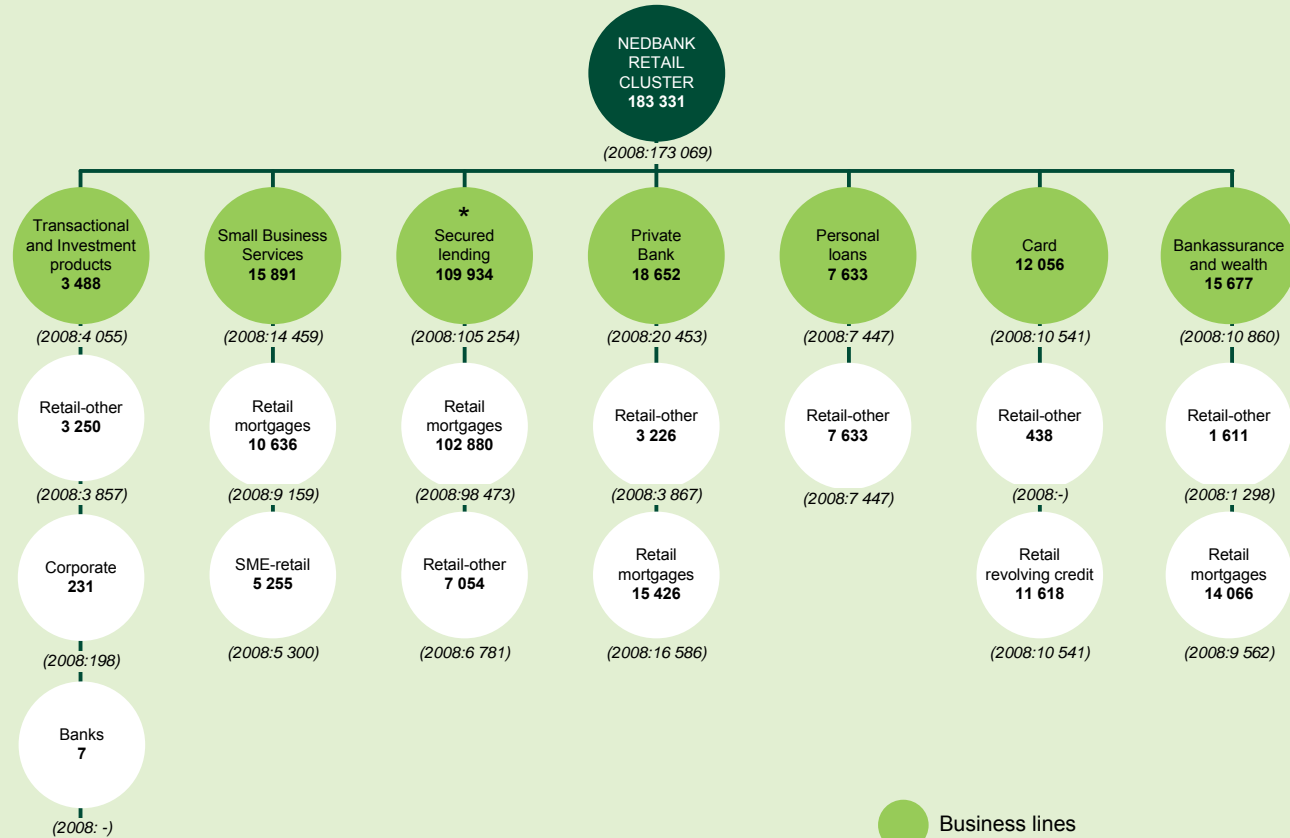 NEDBANK
RETAIL
CLUSTER
183 331
(2008:173 069)
Transactional
and Investment
products
3 488
(2008:4 055)
Retail-other
3 250
(2008:3 857)
Corporate
231
(2008:198)
Banks
7
(2008: -)
Small Business
Services
15 891
(2008:14 459)
Retail
mortgages
10 636
(2008:9 159)
SME-retail
5 255
(2008:5 300)
*
Secured
lending
109 934
(2008:105 254)
Retail
mortgages
102 880
(2008:98 473)
Retail-other
7 054
(2008:6 781)
Private
Bank
18 652
(2008:20 453)
Retail-other
3 226
(2008:3 867)
Retail
mortgages
15 426
(2008:16 586)
Personal
loans
7 633
(2008:7 447)
Retail-other
7 633
(2008:7 447)
Card
12 056
(2008:10 541)
Retail-other
438
(2008:-)
Retail
revolving credit
11 618
(2008:10 541)
Bankassurance
and wealth
15 677
(2008:10 860)
Retail-other
1 611
(2008:1 298)
Retail
mortgages
14 066
(2008:9 562)
Business lines